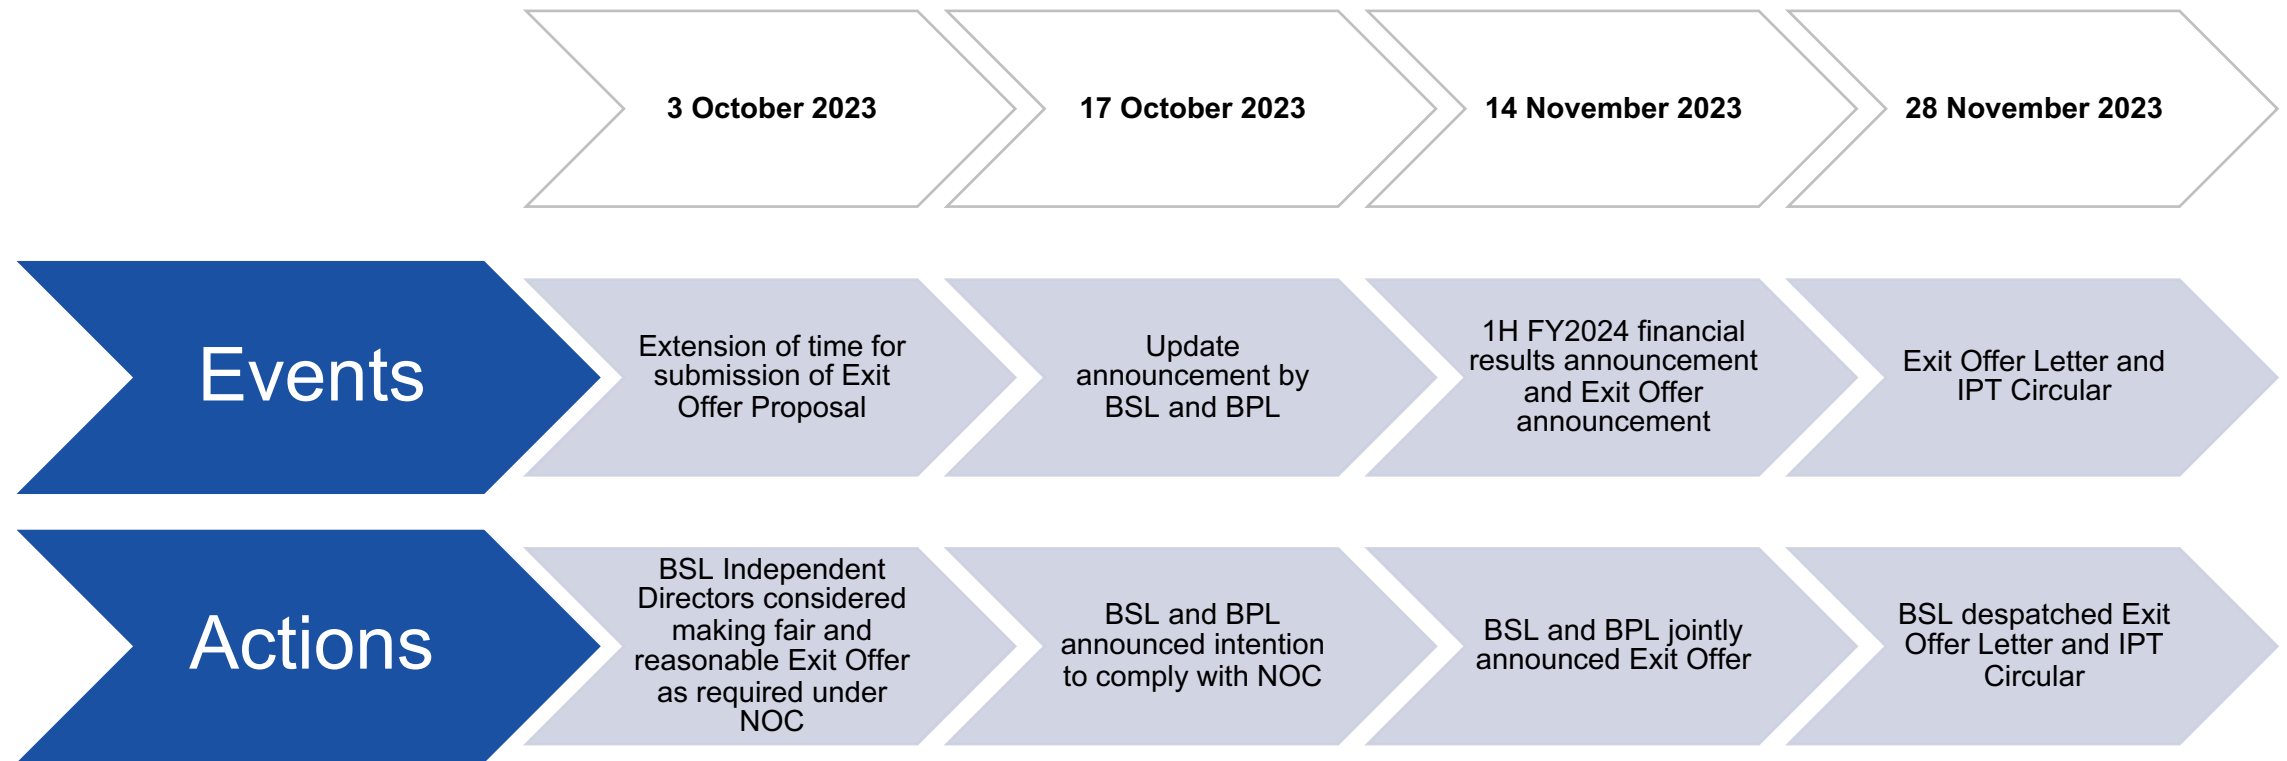 3 October 2023
17 October 2023
14 November 2023
28 November 2023
Events
Extension of time for
submission of Exit
Offer Proposal
Update
announcement by
BSL and BPL
1H FY2024 financial
results announcement
and Exit Offer
announcement
Exit Offer Letter and
IPT Circular
Actions
BSL Independent
Directors considered
making fair and
reasonable Exit Offer
as required under
NOC
BSL and BPL
announced intention
to comply with NOC
BSL and BPL jointly
announced Exit Offer
BSL despatched Exit
Offer Letter and IPT
Circular